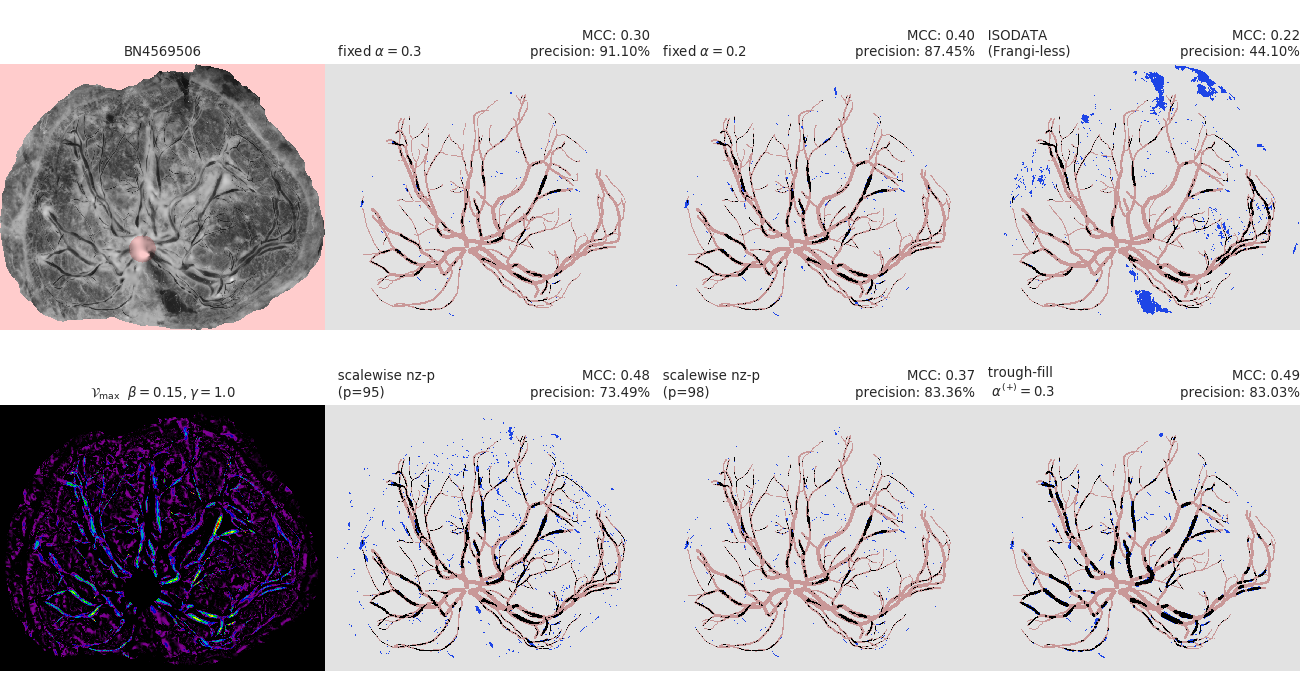 BN4569506
fixed α = 0.3
MCC: 0.30
precision: 91.10%
fixed α = 0.2
MCC: 0.40
precision: 87.45%
ISODATA
(Frangi-less)
MCC: 0.22
precision: 44.10%
𝒱max β = 0.15, γ = 1.0
scalewise nz-p
(p=95)
MCC: 0.48
precision: 73.49%
scalewise nz-p
(p=98)
MCC: 0.37
precision: 83.36%
trough-fill
α(+) = 0.3
MCC: 0.49
precision: 83.03%